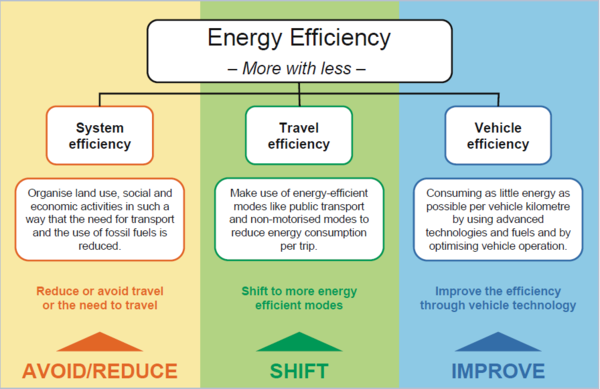 Energy Efficiency
– More with less –
System
efficiency
Travel
efficiency
Vehicle
efficiency
Organise land use, social and
economic activities in such a
way that the need for transport
and the use of fossil fuels is
reduced.
Make use of energy-efficient
modes like public transport
and non-motorised modes to
reduce energy consumption
per trip.
Consuming as little energy as
possible per vehicle kilometre
by using advanced
technologies and fuels and by
optimising vehicle operation.
Reduce or avoid travel
or the need to travel
Shift to more energy
efficient modes
Improve the efficiency
through vehicle technology
AVOID/REDUCE
SHIFT
IMPROVE